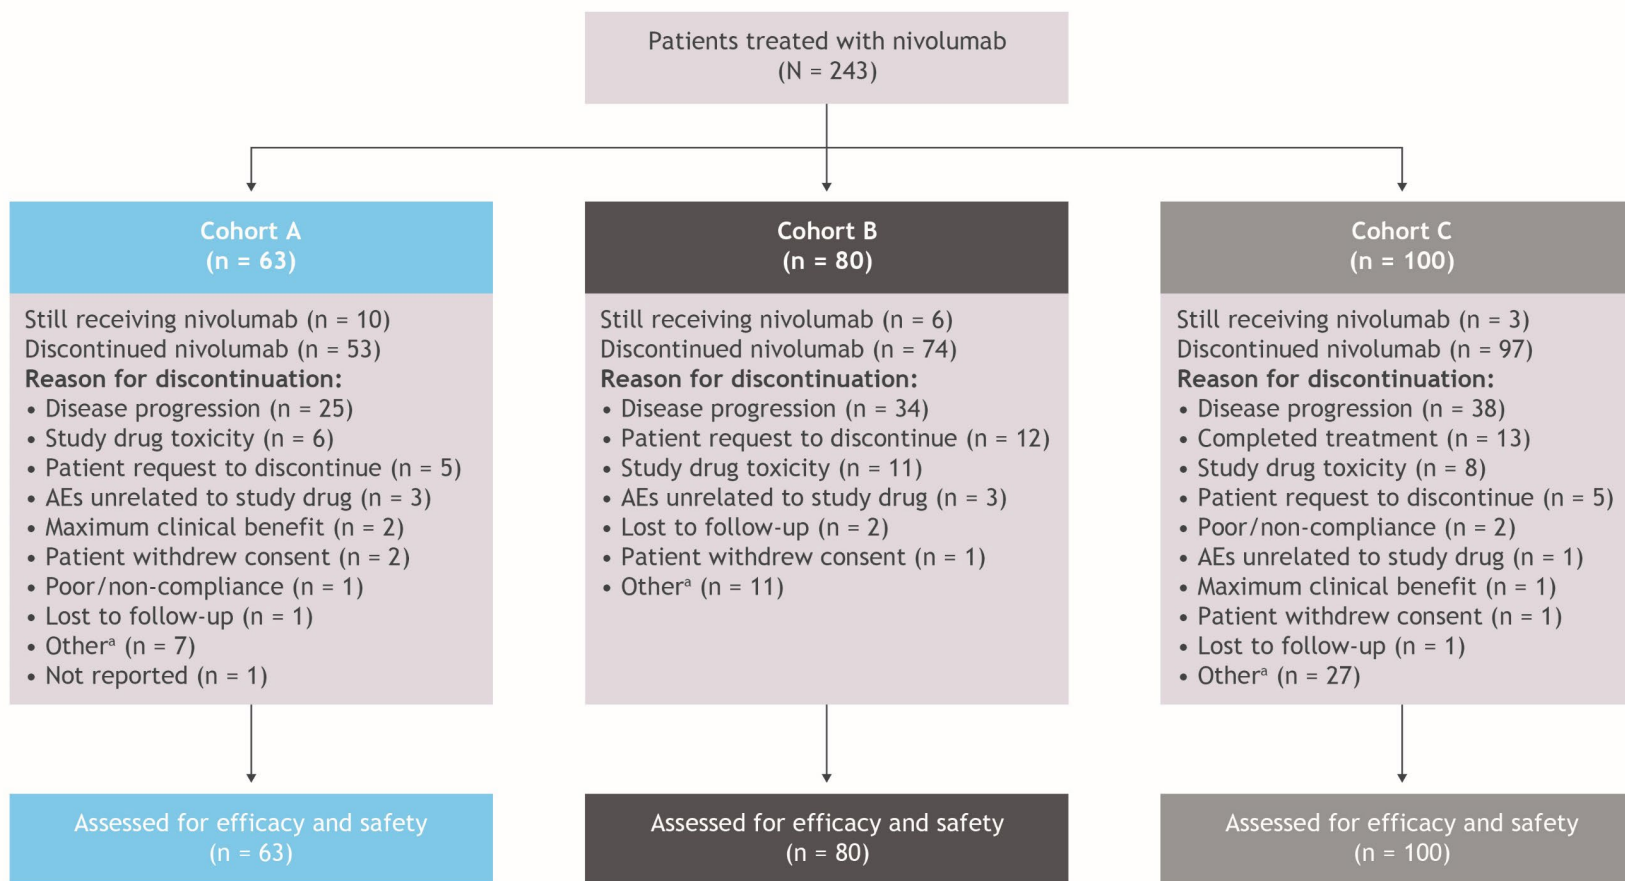 Patients treated with nivolumab
(N = 243)
Cohort A
(n = 63)
Still receiving nivolumab (n = 10)
Discontinued nivolumab (n = 53)
Reason for discontinuation:
• Disease progression (n = 25)
• Study drug toxicity (n = 6)
• Patient request to discontinue (n = 5)
• AEs unrelated to study drug (n = 3)
• Maximum clinical benefit (n = 2)
• Patient withdrew consent (n = 2)
• Poor/non-compliance (n = 1)
• Lost to follow-up (n = 1)
• Otherᵃ (n = 7)
• Not reported (n = 1)
Assessed for efficacy and safety
(n = 63)
Cohort B
(n = 80)
Still receiving nivolumab (n = 6)
Discontinued nivolumab (n = 74)
Reason for discontinuation:
• Disease progression (n = 34)
• Patient request to discontinue (n = 12)
• Study drug toxicity (n = 11)
• AEs unrelated to study drug (n = 3)
• Lost to follow-up (n = 2)
• Patient withdrew consent (n = 1)
• Otherᵃ (n = 11)
Assessed for efficacy and safety
(n = 80)
Cohort C
(n = 100)
Still receiving nivolumab (n = 3)
Discontinued nivolumab (n = 97)
Reason for discontinuation:
• Disease progression (n = 38)
• Completed treatment (n = 13)
• Study drug toxicity (n = 8)
• Patient request to discontinue (n = 5)
• Poor/non-compliance (n = 2)
• AEs unrelated to study drug (n = 1)
• Maximum clinical benefit (n = 1)
• Patient withdrew consent (n = 1)
• Lost to follow-up (n = 1)
• Otherᵃ (n = 27)
Assessed for efficacy and safety
(n = 100)